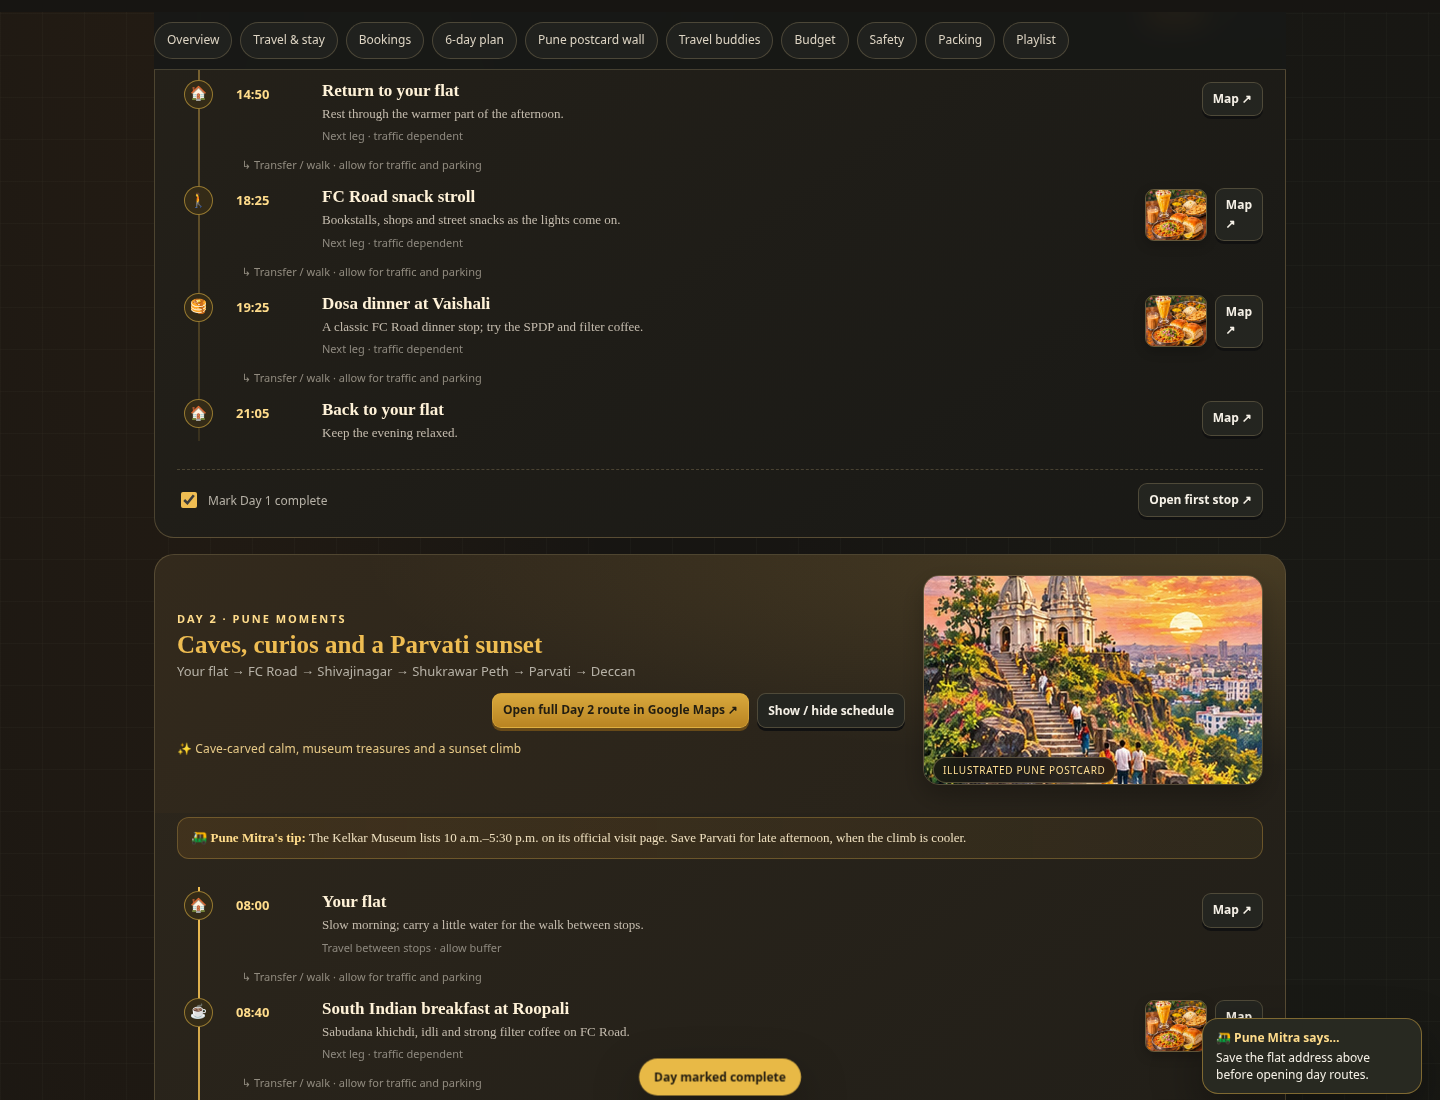 Overview
Travel & stay
Bookings
6-day plan
Pune postcard wall
Travel buddies
Budget
Safety
Packing
Playlist
14:50
Return to your flat
Map ↗
Rest through the warmer part of the afternoon.
Next leg · traffic dependent
↳ Transfer / walk · allow for traffic and parking
18:25
FC Road snack stroll
Map ↗
Bookstalls, shops and street snacks as the lights come on.
Next leg · traffic dependent
↳ Transfer / walk · allow for traffic and parking
19:25
Dosa dinner at Vaishali
Map ↗
A classic FC Road dinner stop; try the SPDP and filter coffee.
Next leg · traffic dependent
↳ Transfer / walk · allow for traffic and parking
21:05
Back to your flat
Map ↗
Keep the evening relaxed.
Mark Day 1 complete
Open first stop ↗
DAY 2 · PUNE MOMENTS
Caves, curios and a Parvati sunset
Your flat → FC Road → Shivajinagar → Shukrawar Peth → Parvati → Deccan
Open full Day 2 route in Google Maps ↗
Show / hide schedule
✨ Cave-carved calm, museum treasures and a sunset climb
ILLUSTRATED PUNE POSTCARD
🛺 Pune Mitra's tip: The Kelkar Museum lists 10 a.m.–5:30 p.m. on its official visit page. Save Parvati for late afternoon, when the climb is cooler.
08:00
Your flat
Map ↗
Slow morning; carry a little water for the walk between stops.
Travel between stops · allow buffer
↳ Transfer / walk · allow for traffic and parking
08:40
South Indian breakfast at Roopali
Map
Sabudana khichdi, idli and strong filter coffee on FC Road.
Next leg · traffic dependent
↳ Transfer / walk · allow for traffic and parking
Day marked complete
🛺 Pune Mitra says…
Save the flat address above
before opening day routes.